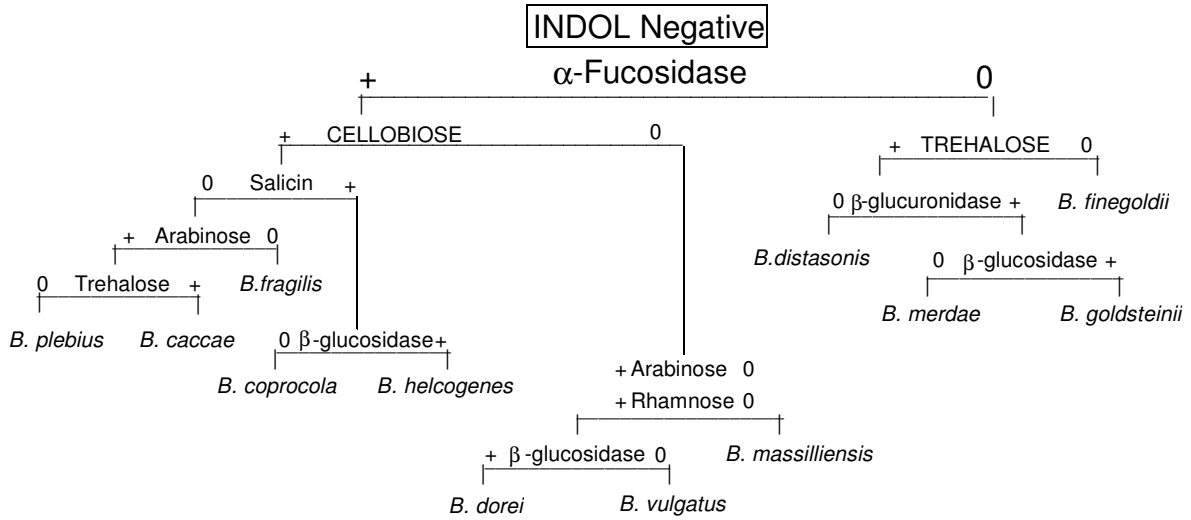 INDOL Negative
+ α-Fucosidase 0
+ CELLOBIOSE 0
+ TREHALOSE 0
0 Salicin +
0 β-glucuronidase +
B. finegoldii
+ Arabinose 0
B.distasonis
0 β-glucosidase +
0 Trehalose +
B.fragilis
B. merdae
B. goldsteinii
B. plebius
B. caccae
0 β-glucosidase+
+Arabinose 0
B. coprocola
B. helcogenes
+Rhamnose 0
+ β-glucosidase 0
B. massilliensis
B. dorei
B. vulgatus